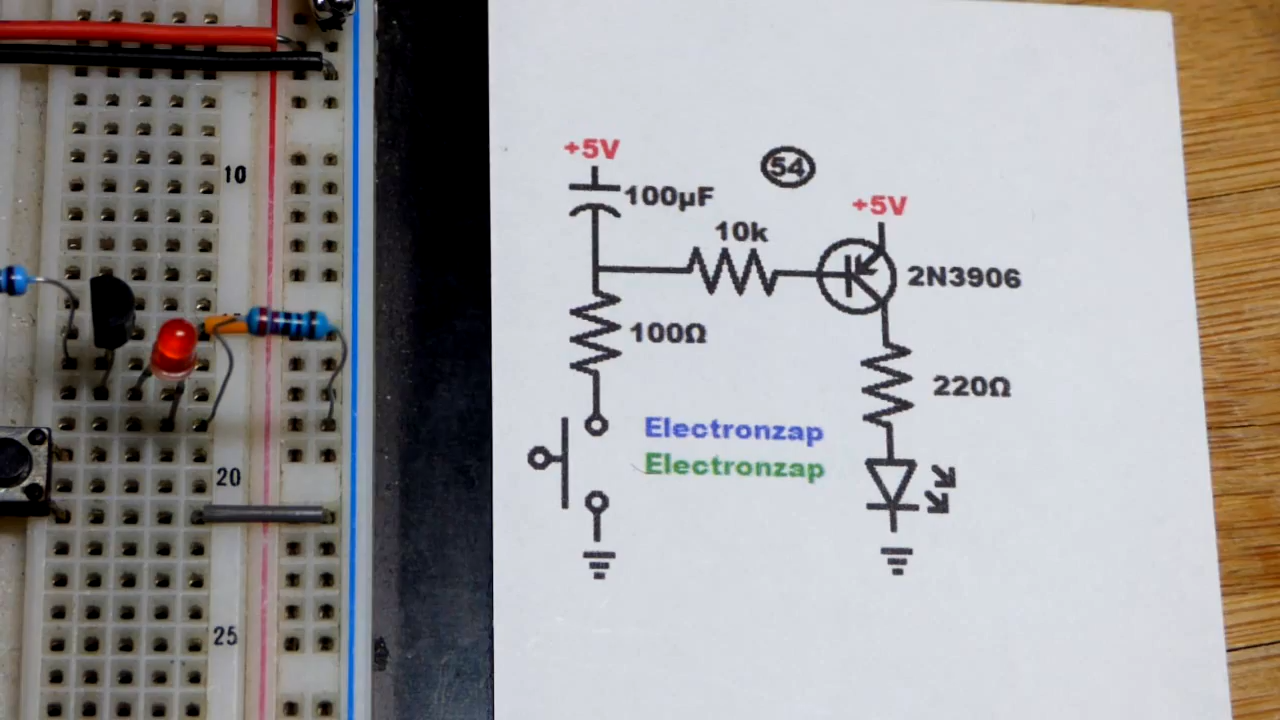 10
20
25
+5V
54
100µF
+5V
10k
2N3906
100Ω
220Ω
Electronzap
Electronzap